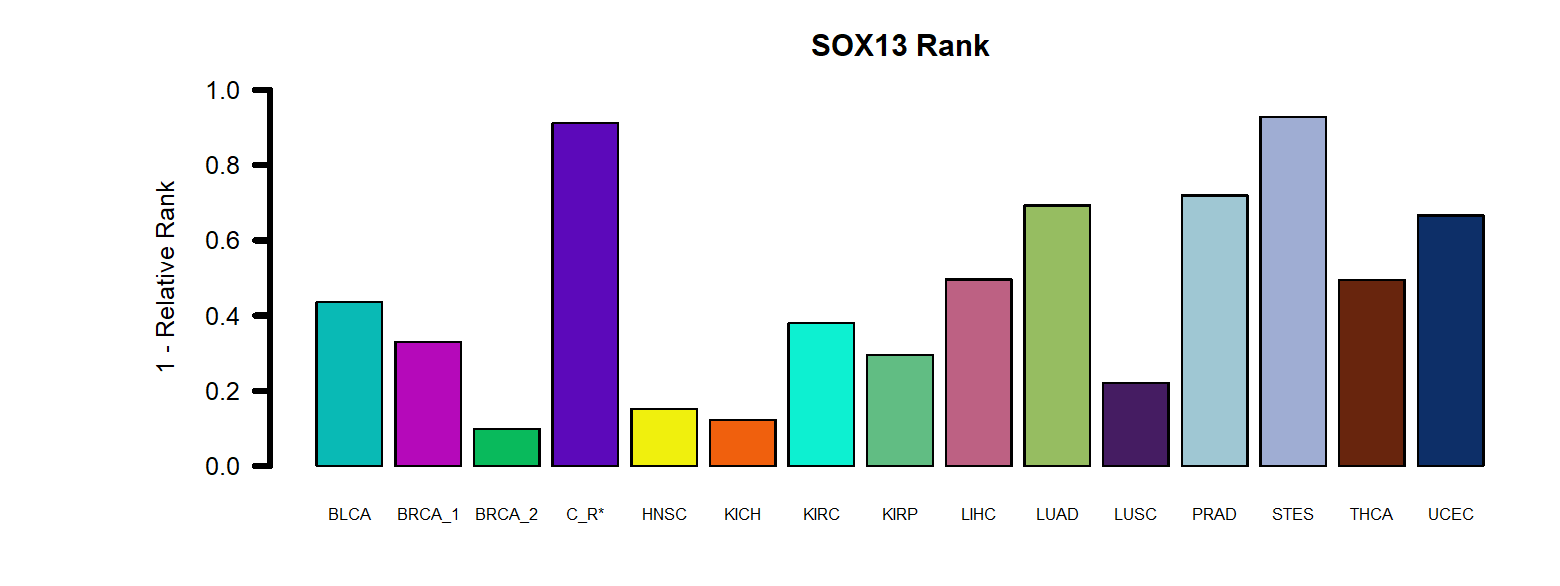 SOX13 Rank
1 - Relative Rank
1.0
0.8
0.6
0.4
0.2
0.0
BLCA BRCA_1 BRCA_2 C_R* HNSC KICH KIRC KIRP LIHC LUAD LUSC PRAD STES THCA UCEC